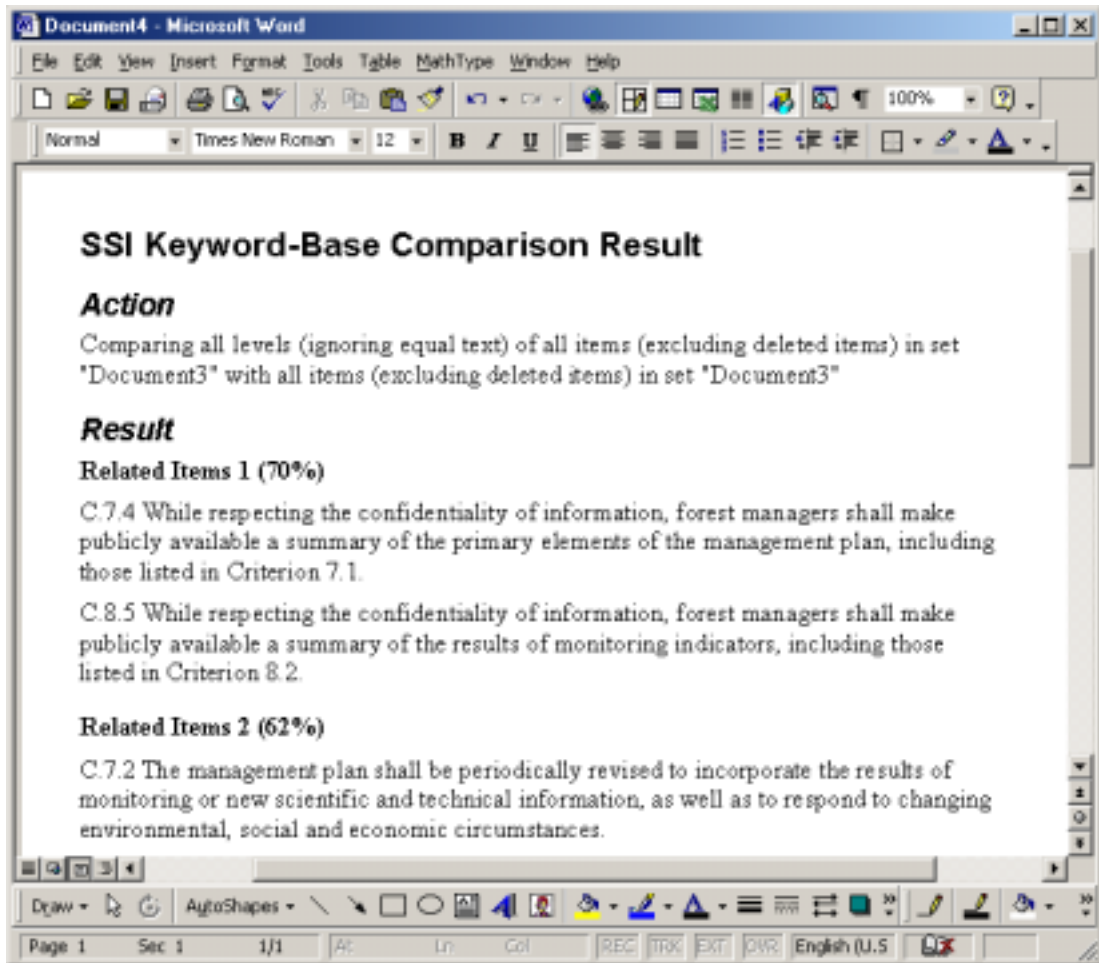 Document4 - Microsoft Word
File Edit View Insert Format Tools Table MathType Window Help
100%
Normal Times New Roman 12 B I U A
SSI Keyword-Base Comparison Result
Action
Comparing all levels (ignoring equal text) of all items (excluding deleted items) in set
"Document3" with all items (excluding deleted items) in set "Document3"
Result
Related Items 1 (70%)
C.7.4 While respecting the confidentiality of information, forest managers shall make
publicly available a summary of the primary elements of the management plan, including
those listed in Criterion 7.1.
C.8.5 While respecting the confidentiality of information, forest managers shall make
publicly available a summary of the results of monitoring indicators, including those
listed in Criterion 8.2.
Related Items 2 (62%)
C.7.2 The management plan shall be periodically revised to incorporate the results of
monitoring or new scientific and technical information, as well as to respond to changing
environmental, social and economic circumstances.
Draw AutoShapes A
Page 1 Sec 1 1/1 At Ln Col REC TRK EXT OVR English (U.S